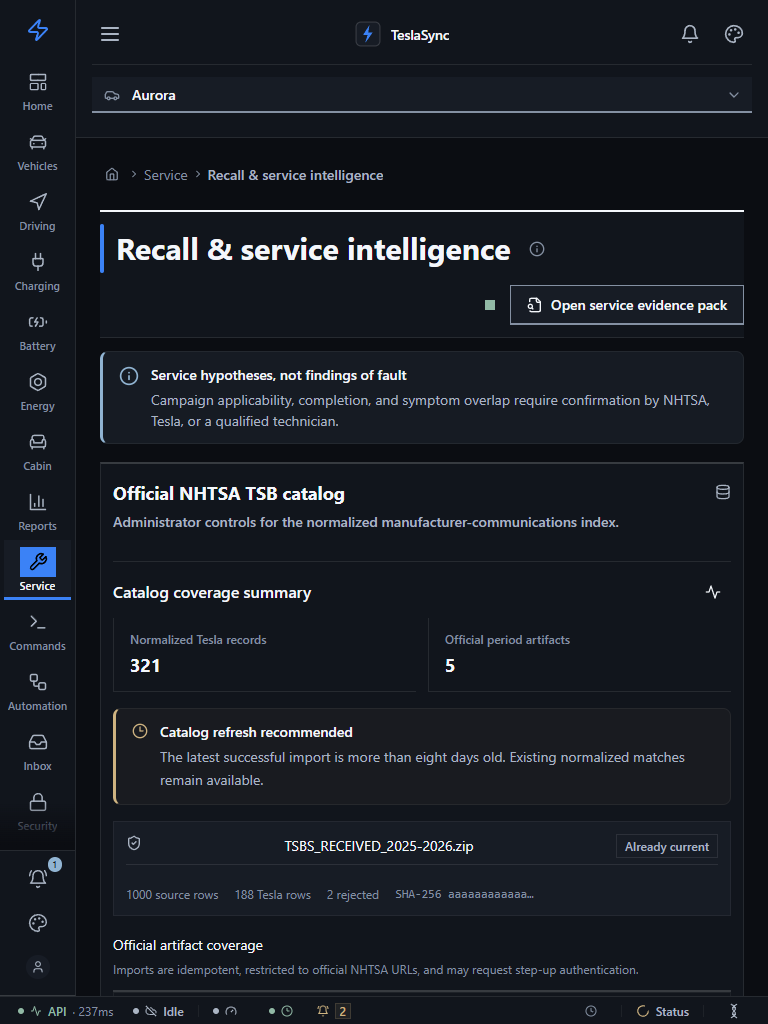 TeslaSync
Aurora
Home
Vehicles
Driving
Charging
Battery
Energy
Cabin
Reports
Service
Commands
Automation
Inbox
Security
1
Service
Recall & service intelligence
Recall & service intelligence
Open service evidence pack
Service hypotheses, not findings of fault
Campaign applicability, completion, and symptom overlap require confirmation by NHTSA,
Tesla, or a qualified technician.
Official NHTSA TSB catalog
Administrator controls for the normalized manufacturer-communications index.
Catalog coverage summary
Normalized Tesla records
321
Official period artifacts
5
Catalog refresh recommended
The latest successful import is more than eight days old. Existing normalized matches
remain available.
TSBS_RECEIVED_2025-2026.zip
Already current
1000 source rows 188 Tesla rows 2 rejected SHA-256 aaaaaaaaaaaa…
Official artifact coverage
Imports are idempotent, restricted to official NHTSA URLs, and may request step-up authentication.
API · 237ms Idle 2 Status